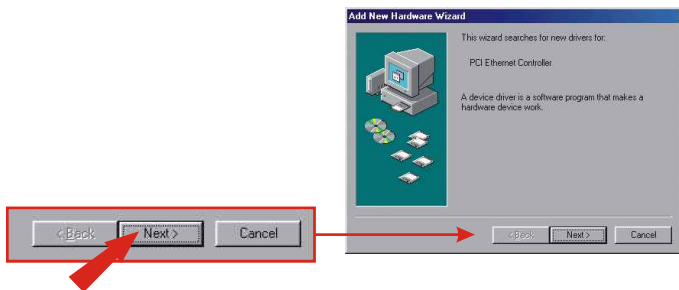 Add New Hardware Wizard
This wizard searches for new drivers for:
PCI Ethernet Controller
A device driver is a software program that makes a
hardware device work.
< Back Next > Cancel
< Back Next > Cancel